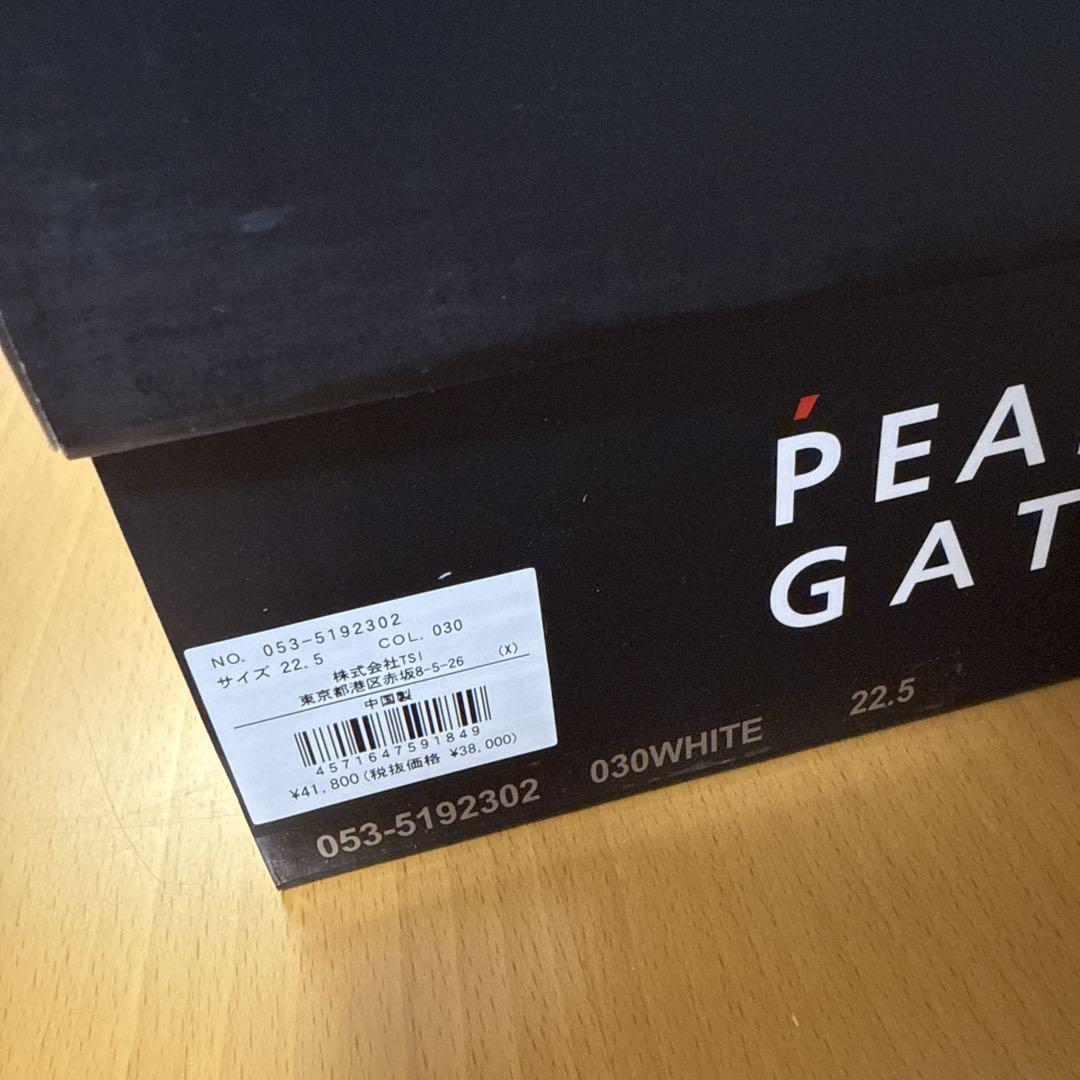 PEA
GAT
NO. 053-5192302
サイズ 22.5 COL. 030
株式会社TSI
東京都港区赤坂8-5-26 (X)
中国製
4571647591849
¥41,800(税抜価格 ¥38,000)
053-5192302 030WHITE 22.5